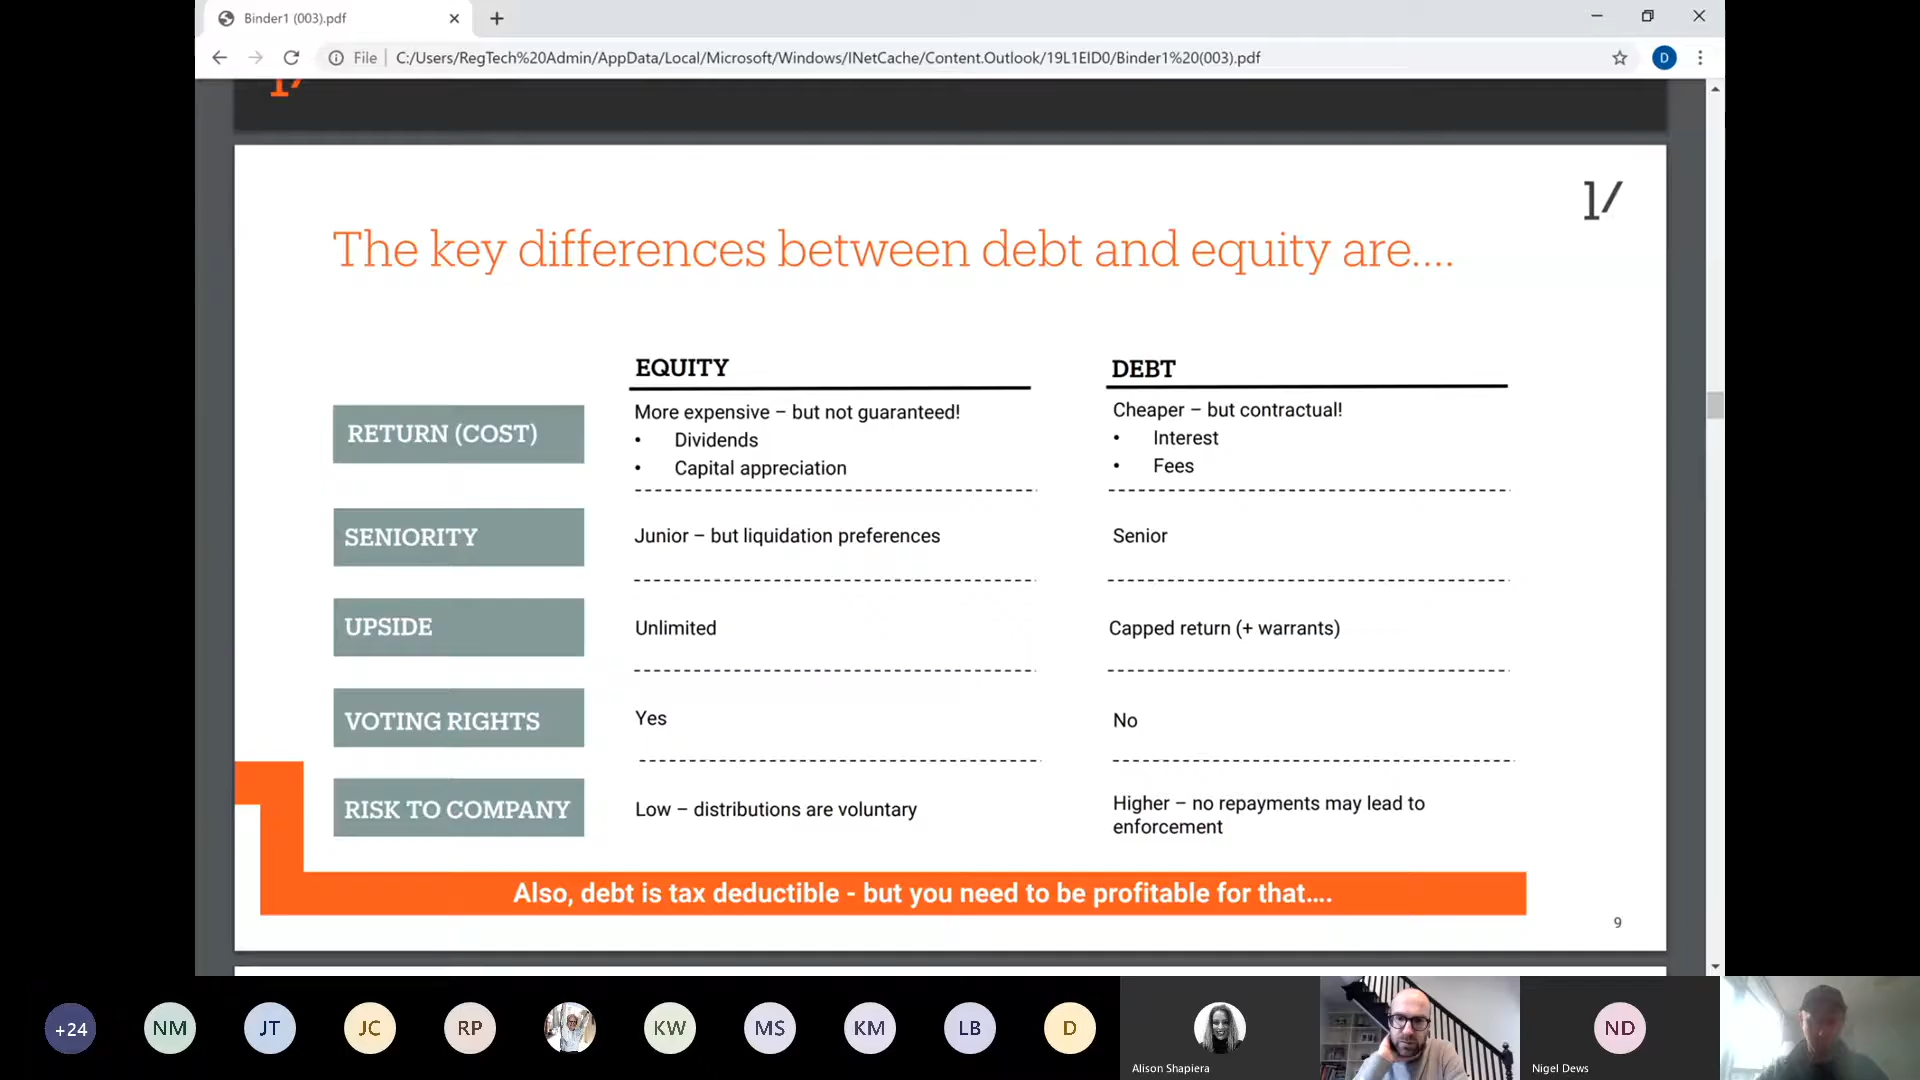 Binder1 (003).pdf
File
C:/Users/RegTech%20Admin/AppData/Local/Microsoft/Windows/INetCache/Content.Outlook/19L1EID0/Binder1%20(003).pdf
D
1/
1/
The key differences between debt and equity are....
EQUITY
DEBT
RETURN (COST)
More expensive – but not guaranteed!
• Dividends
• Capital appreciation
Cheaper – but contractual!
• Interest
• Fees
SENIORITY
Junior – but liquidation preferences
Senior
UPSIDE
Unlimited
Capped return (+ warrants)
VOTING RIGHTS
Yes
No
RISK TO COMPANY
Low – distributions are voluntary
Higher – no repayments may lead to
enforcement
Also, debt is tax deductible - but you need to be profitable for that....
9
+24
NM
JT
JC
RP
KW
MS
KM
LB
D
Alison Shapiera
ND
Nigel Dews